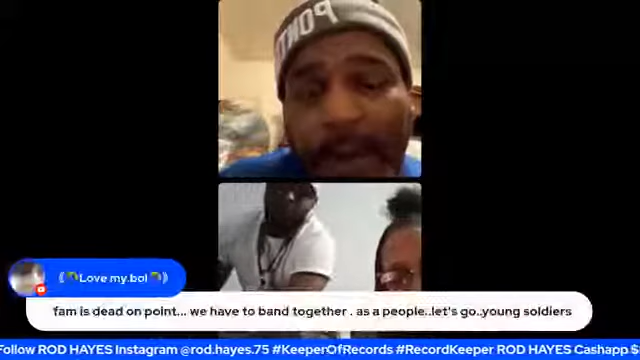 PONTI
Love my.bol
fam is dead on point... we have to band together . as a people..let's go..young soldiers
Follow ROD HAYES Instagram @rod.hayes.75 #KeeperOfRecords #RecordKeeper ROD HAYES Cashapp $